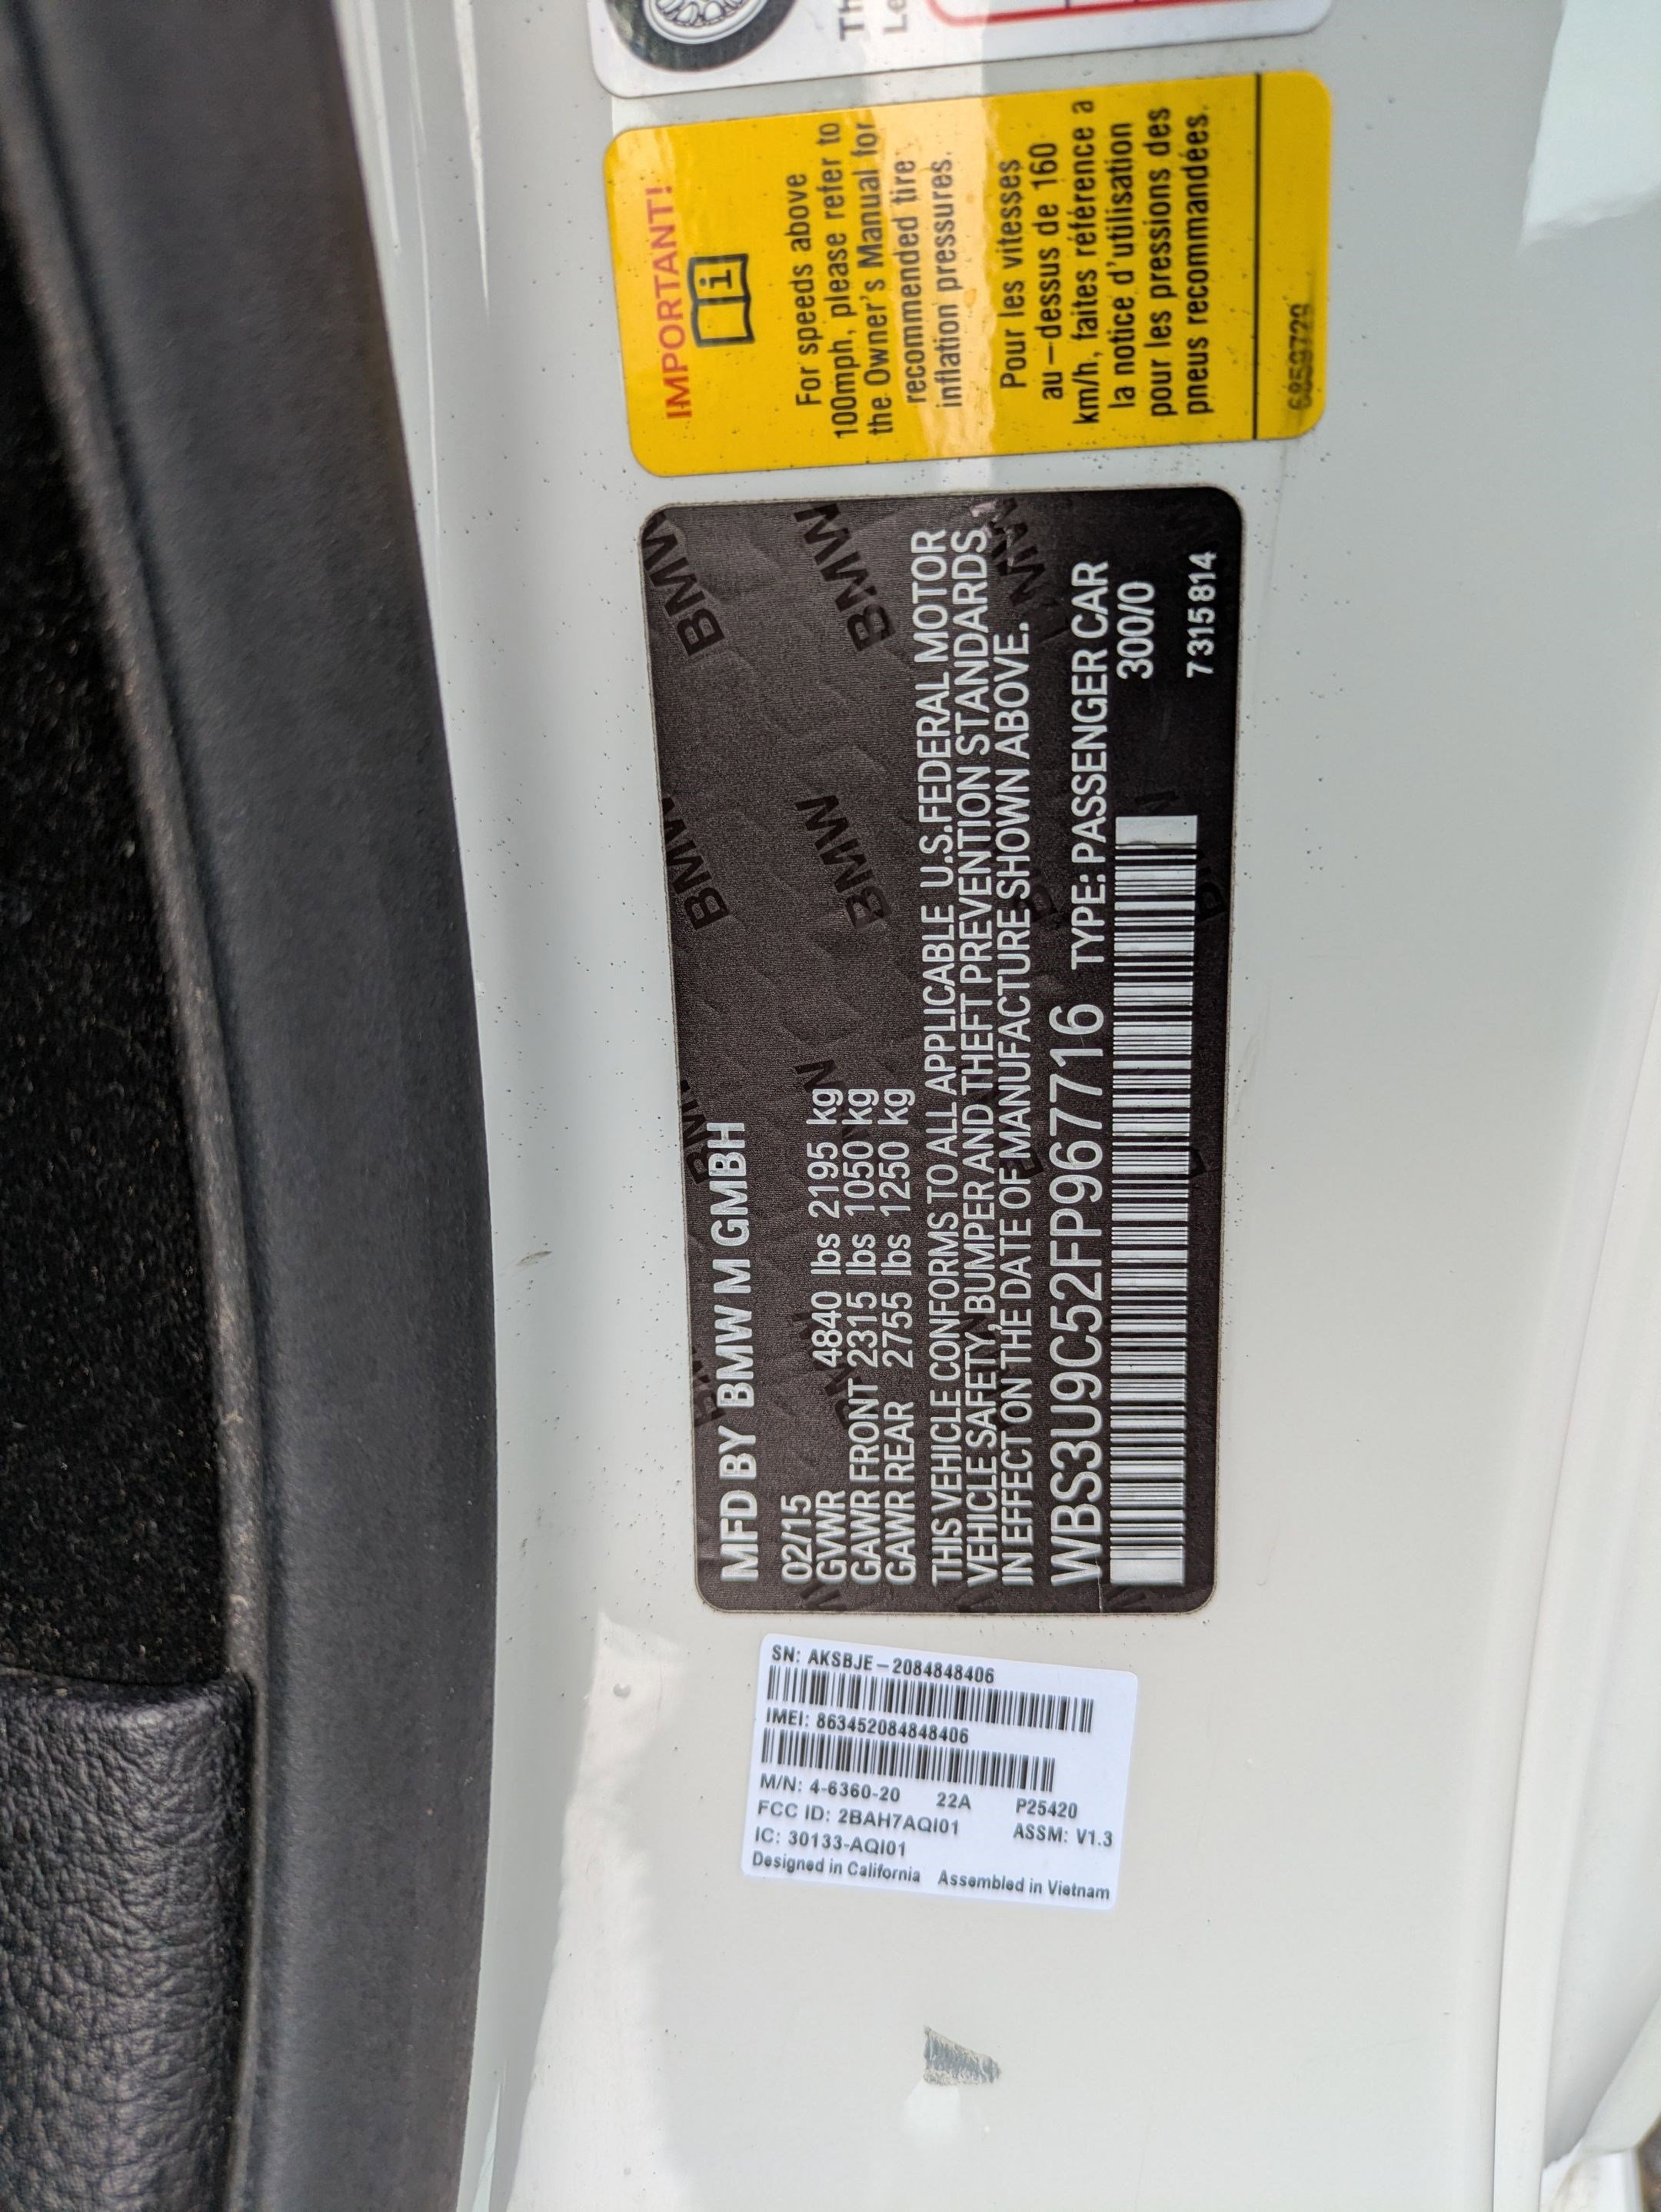 IMPORTANT!
For speeds above
100mph, please refer to
the Owner's Manual for
recommended tire
inflation pressures.
Pour les vitesses
au-dessus de 160
km/h, faites référence a
la notice d'utilisation
pour les pressions des
pneus recommandées.
6859729
MFD BY BMW M GMBH
02/15
GVWR 4840 lbs 2195 kg
GAWR FRONT 2315 lbs 1050 kg
GAWR REAR 2755 lbs 1250 kg
THIS VEHICLE CONFORMS TO ALL APPLICABLE U.S.FEDERAL MOTOR
VEHICLE SAFETY, BUMPER AND THEFT PREVENTION STANDARDS
IN EFFECT ON THE DATE OF MANUFACTURE SHOWN ABOVE.
WBS3U9C52FP967716 TYPE: PASSENGER CAR
300/0
7315814
SN: AKSBJE-2084848406
IMEI: 863452084848406
M/N: 4-6360-20 22A P25420
FCC ID: 2BAH7AQI01 ASSM: V1.3
IC: 30133-AQI01
Designed in California Assembled in Vietnam